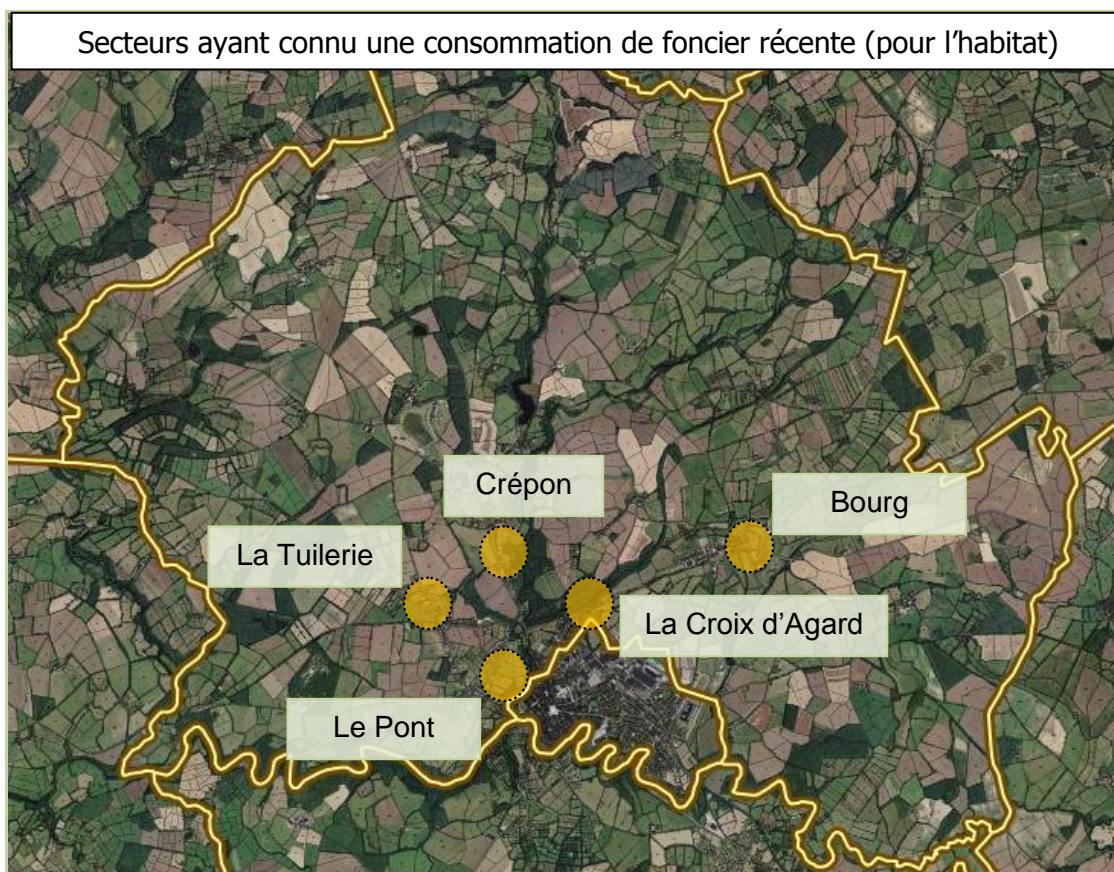 Secteurs ayant connu une consommation de foncier récente (pour l’habitat)
Crépon
Bourg
La Tuilerie
La Croix d’Agard
Le Pont